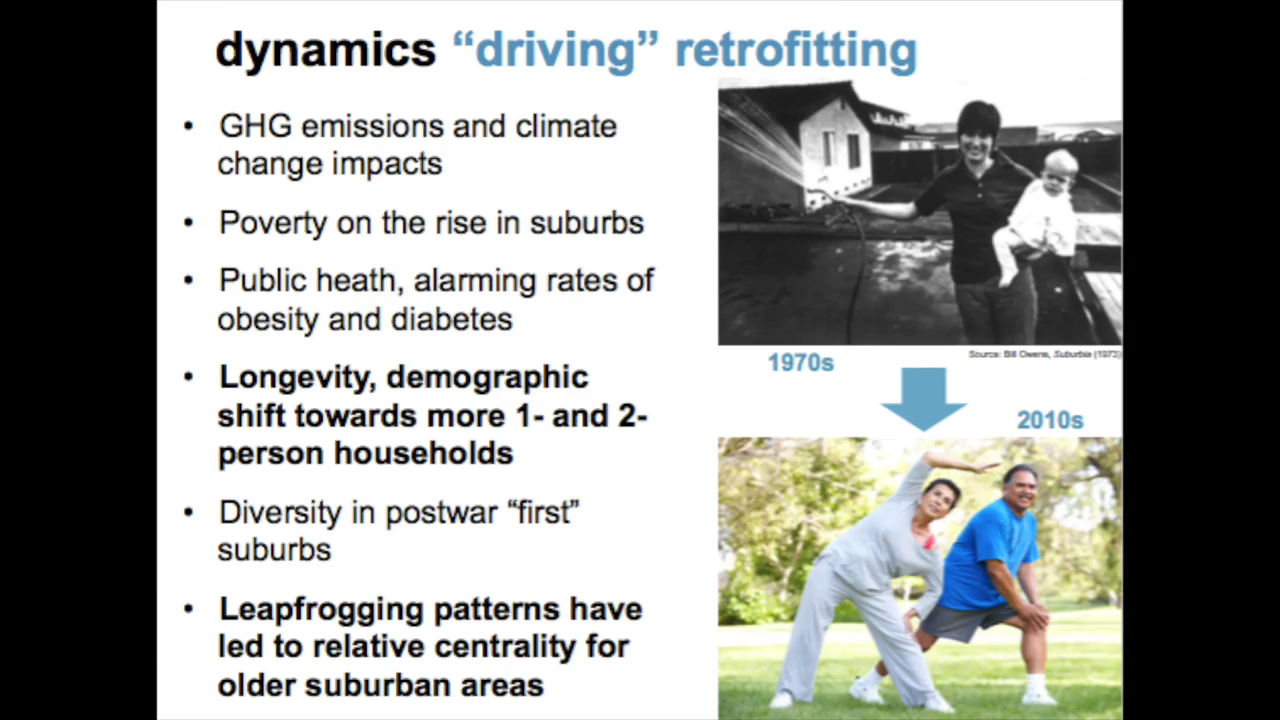 dynamics “driving” retrofitting
• GHG emissions and climate
change impacts
• Poverty on the rise in suburbs
• Public heath, alarming rates of
obesity and diabetes
• Longevity, demographic
shift towards more 1- and 2-
person households
• Diversity in postwar “first”
suburbs
• Leapfrogging patterns have
led to relative centrality for
older suburban areas
Source: Bill Owens, Suburbia (1973)
1970s
2010s